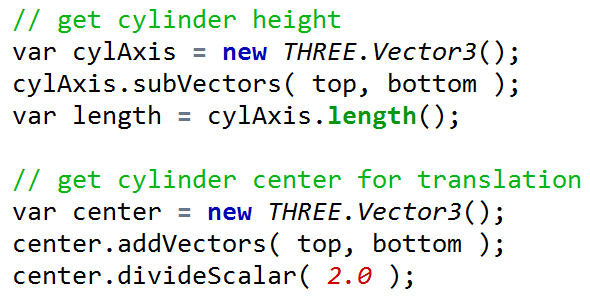 // get cylinder height
var cylAxis = new THREE.Vector3();
cylAxis.subVectors( top, bottom );
var length = cylAxis.length();
// get cylinder center for translation
var center = new THREE.Vector3();
center.addVectors( top, bottom );
center.divideScalar( 2.0 );